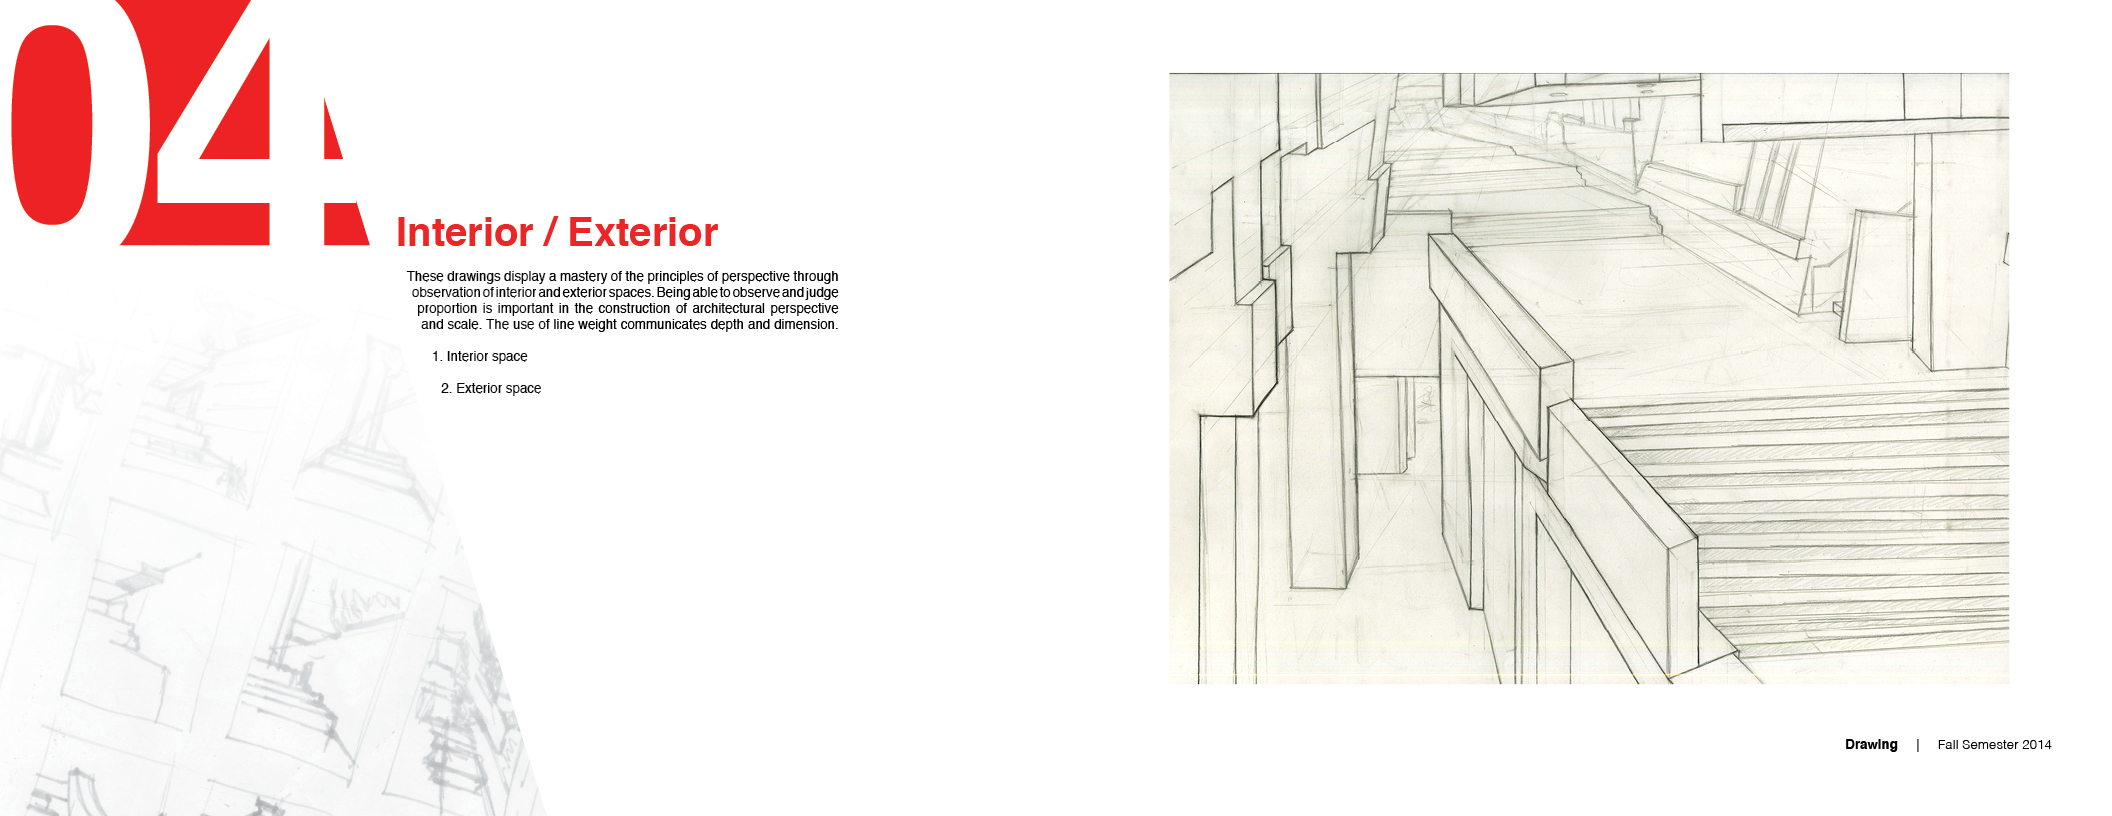 04
Interior / Exterior
These drawings display a mastery of the principles of perspective through
observation of interior and exterior spaces. Being able to observe and judge
proportion is important in the construction of architectural perspective
and scale. The use of line weight communicates depth and dimension.
1. Interior space
2. Exterior space
Drawing | Fall Semester 2014